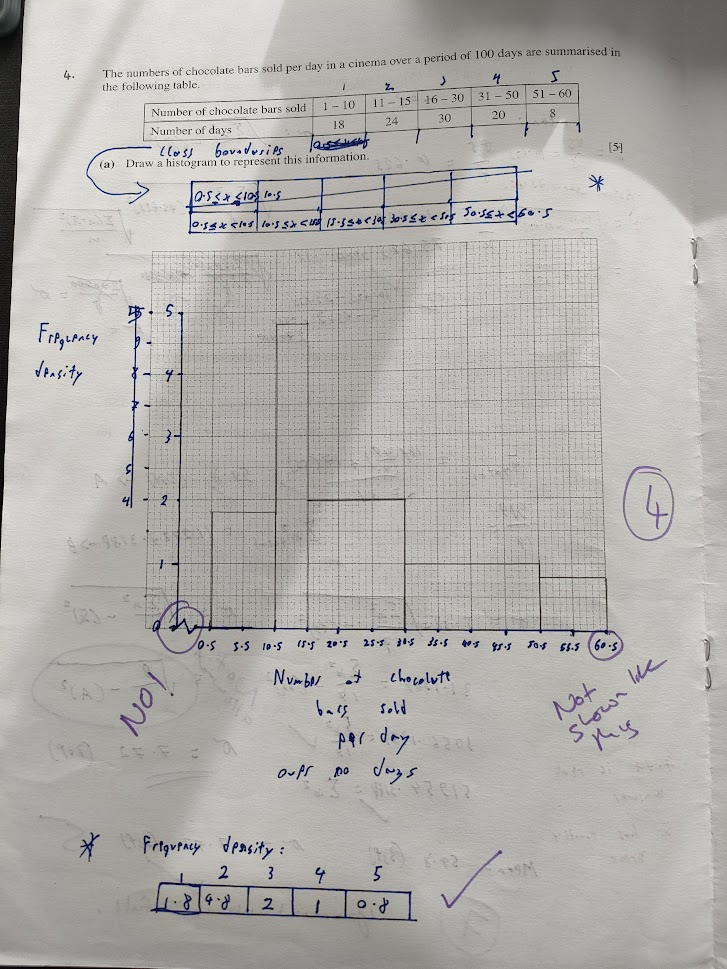 4. The numbers of chocolate bars sold per day in a cinema over a period of 100 days are summarised in
the following table.
1 2 3 4 5
Number of chocolate bars sold 1 – 10 11 – 15 16 – 30 31 – 50 51 – 60
Number of days 18 24 30 20 8
Class boundaries
(a) Draw a histogram to represent this information. [5]
*
0.5 ≤ x ≤ 10.5 10.5
0.5 ≤ x < 10.5 10.5 ≤ x < 15.5 15.5 ≤ x < 30.5 30.5 ≤ x < 50.5 50.5 ≤ x < 60.5
5
9
Frequency
density
8 4
7
6 3
5
4 2
4
1
0
0.5 5.5 10.5 15.5 20.5 25.5 30.5 35.5 40.5 45.5 50.5 55.5 60.5
NO!
Number of chocolate
bars sold
per day
over no days
Not
shown like
this
* Frequency density:
1 2 3 4 5
1.8 4.8 2 1 0.8